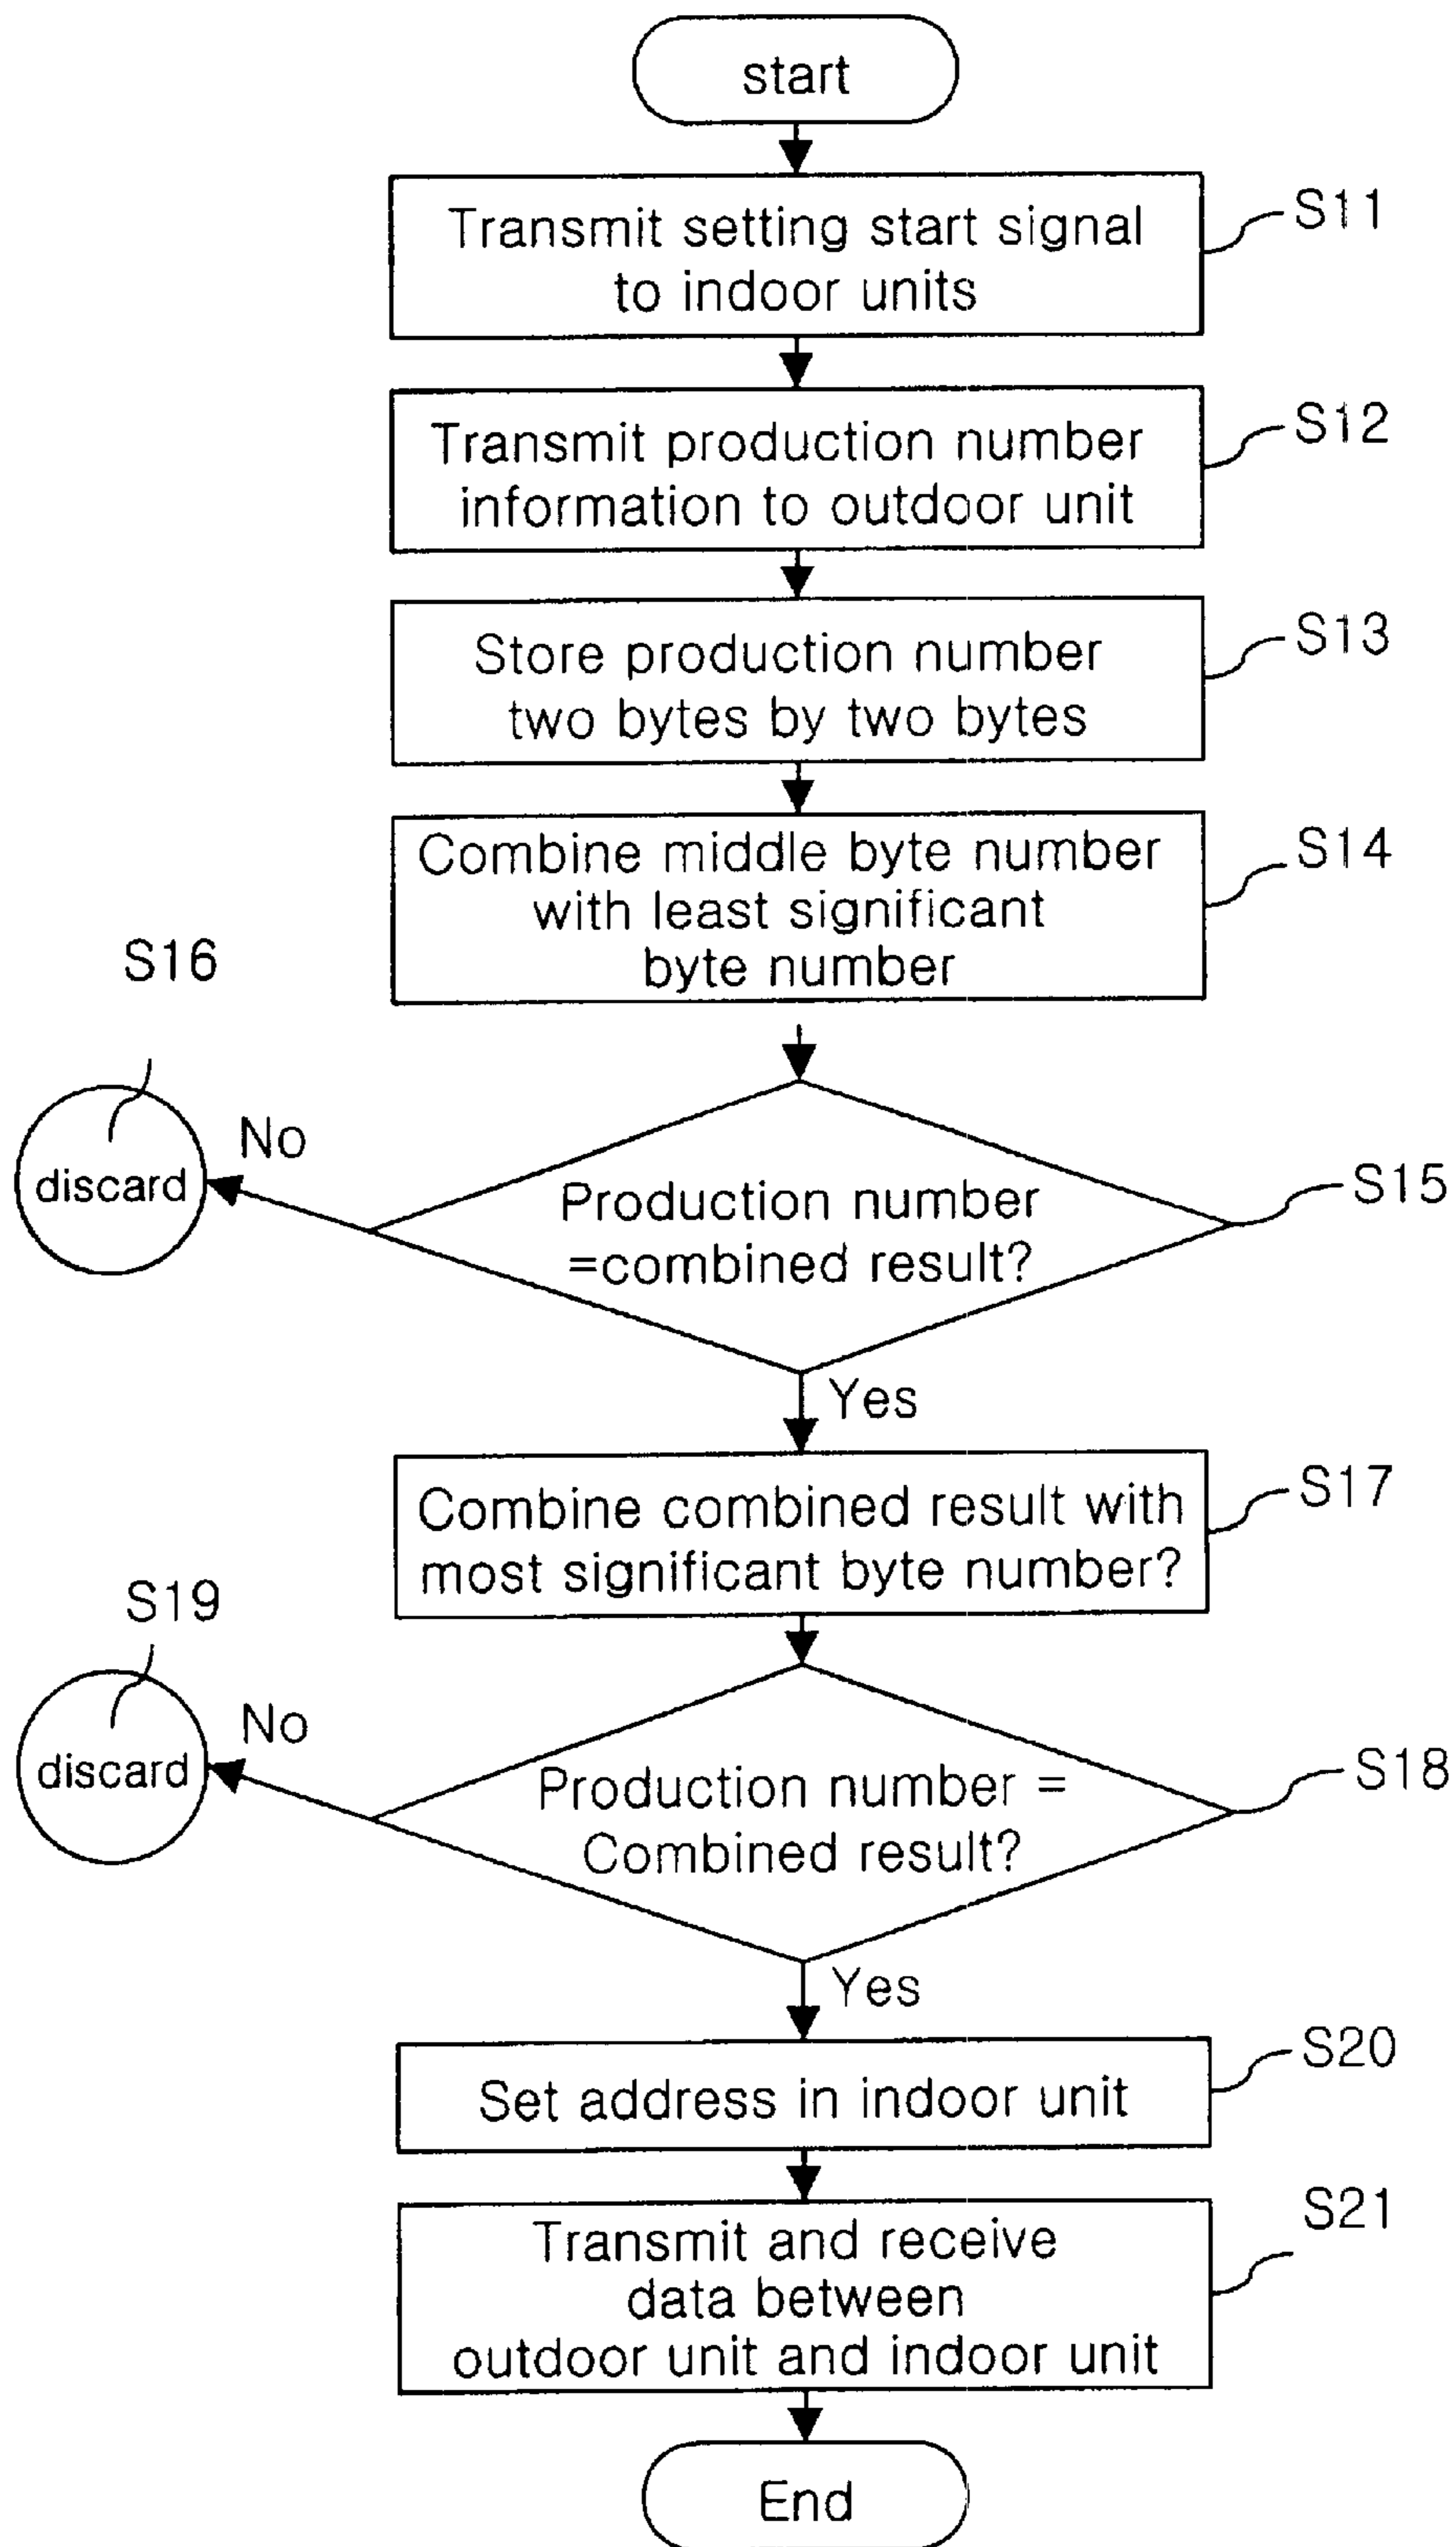 start
Transmit setting start signal
to indoor units
S11
Transmit production number
information to outdoor unit
S12
Store production number
two bytes by two bytes
S13
Combine middle byte number
with least significant
byte number
S14
S16
discard
No
Production number
=combined result?
S15
Yes
Combine combined result with
most significant byte number?
S17
S19
discard
No
Production number =
Combined result?
S18
Yes
Set address in indoor unit
S20
Transmit and receive
data between
outdoor unit and indoor unit
S21
End